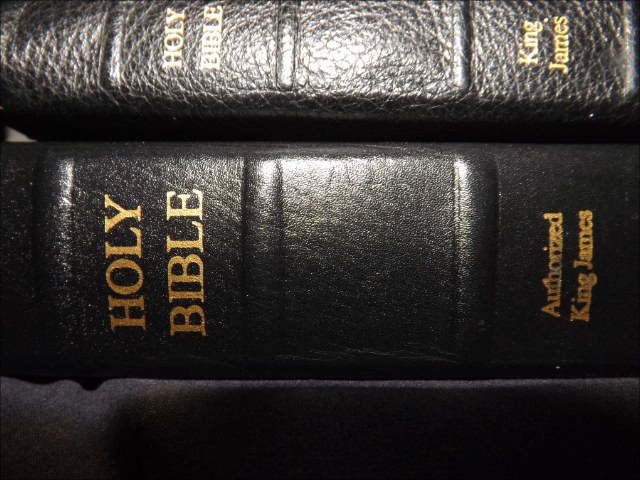 HOLY
BIBLE
King
James
HOLY
BIBLE
Authorized
King James